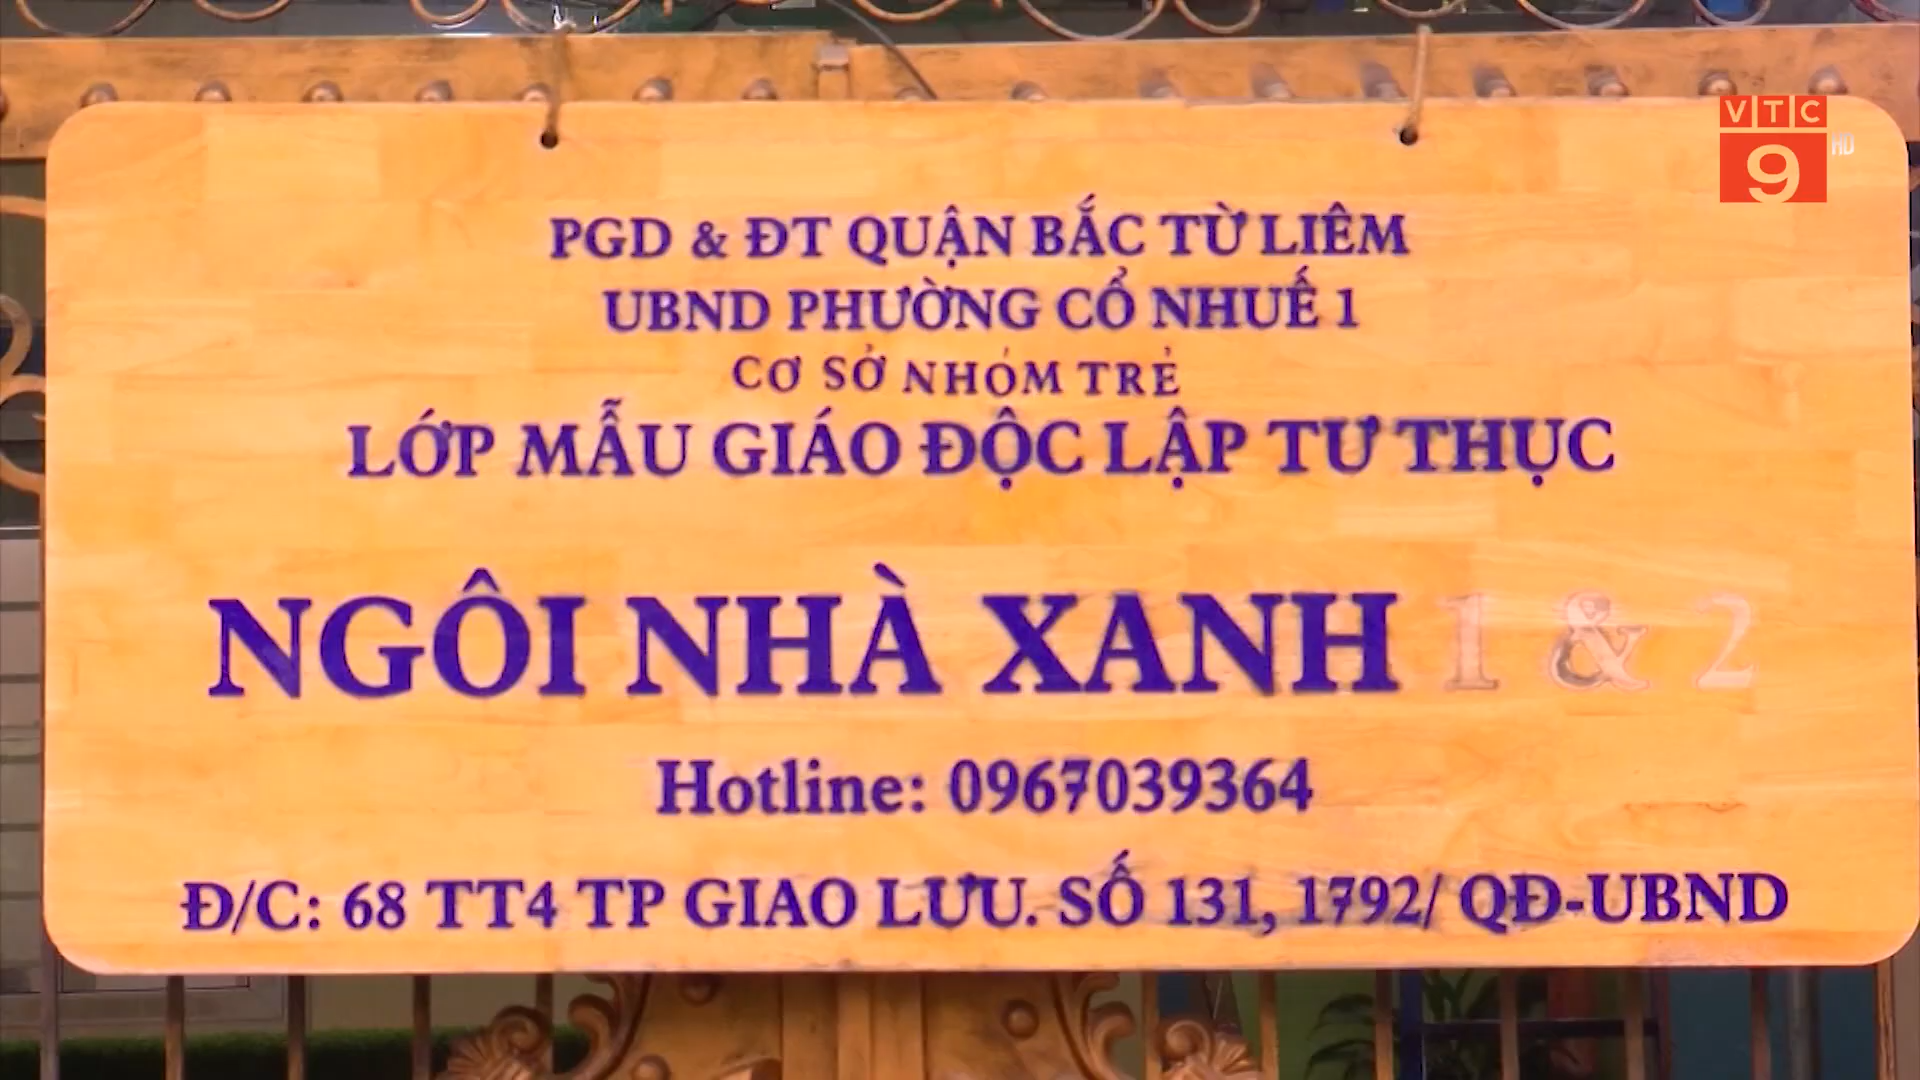 VTC
9 HD
PGD & ĐT QUẬN BẮC TỪ LIÊM
UBND PHƯỜNG CỔ NHUẾ 1
CƠ SỞ NHÓM TRẺ
LỚP MẪU GIÁO ĐỘC LẬP TƯ THỤC
NGÔI NHÀ XANH 1 & 2
Hotline: 0967039364
Đ/C: 68 TT4 TP GIAO LƯU. SỐ 131, 1792/ QĐ-UBND